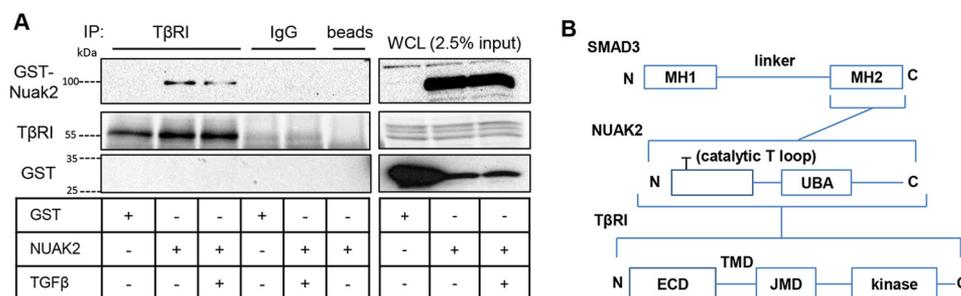 A
IP: TβRI IgG beads WCL (2.5% input)
kDa
GST-Nuak2 100
TβRI 55
GST 35
25
GST + - - + - - + - -
NUAK2 - + + - + + - + +
TGFβ - - + - + - - - +
B
SMAD3
N MH1 linker MH2 C
NUAK2
T (catalytic T loop)
N UBA C
TβRI
N ECD TMD JMD kinase C